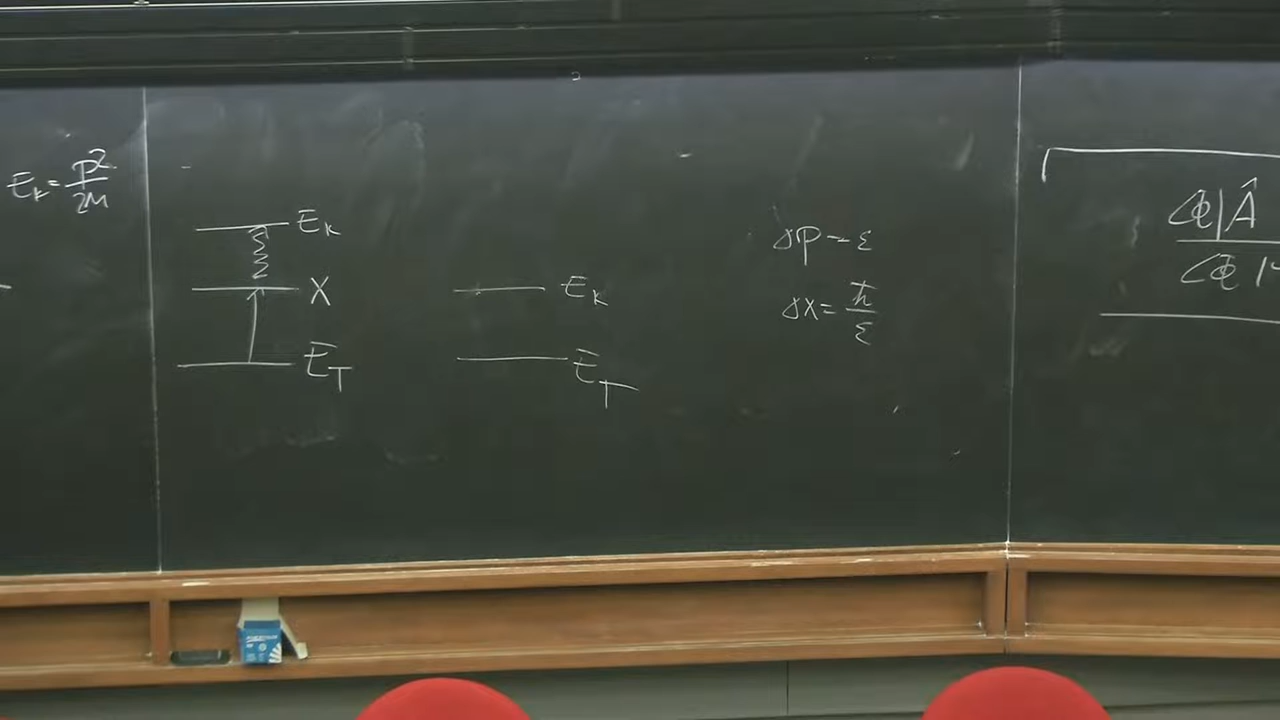 E_k = p²/2M
E_k
X
E_T
E_k
E_T
δp = ε
δx = ħ/ε
⟨Φ|Â
⟨Φ|